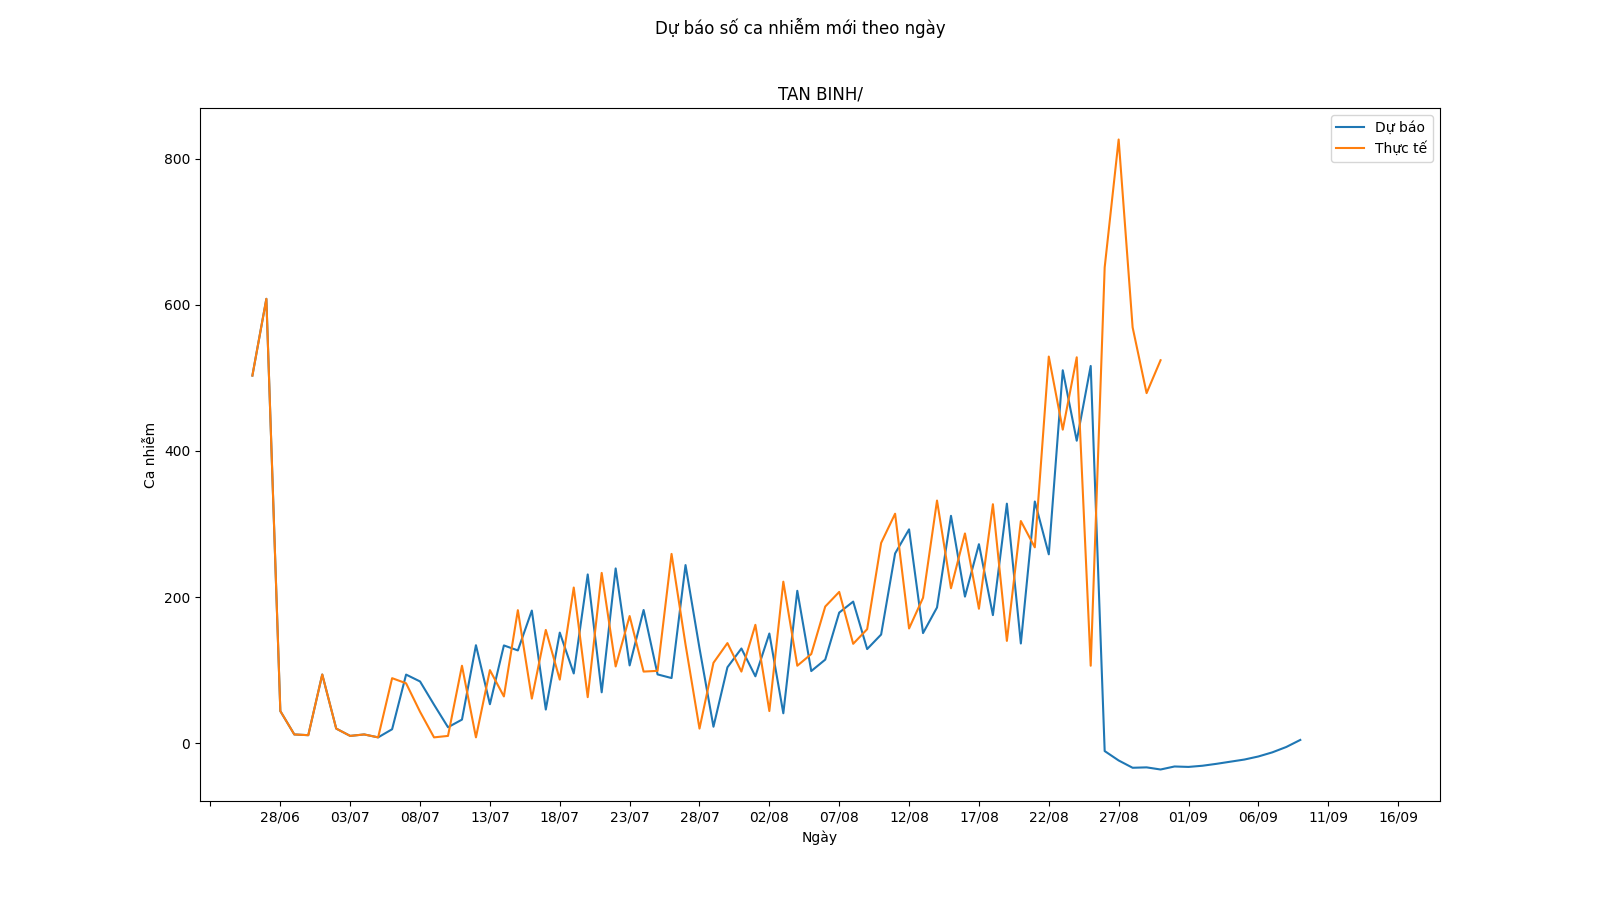 Dự báo số ca nhiễm mới theo ngày
TAN BINH/
Dự báo
Thực tế
800
600
400
200
0
Ca nhiễm
28/06 03/07 08/07 13/07 18/07 23/07 28/07 02/08 07/08 12/08 17/08 22/08 27/08 01/09 06/09 11/09 16/09
Ngày